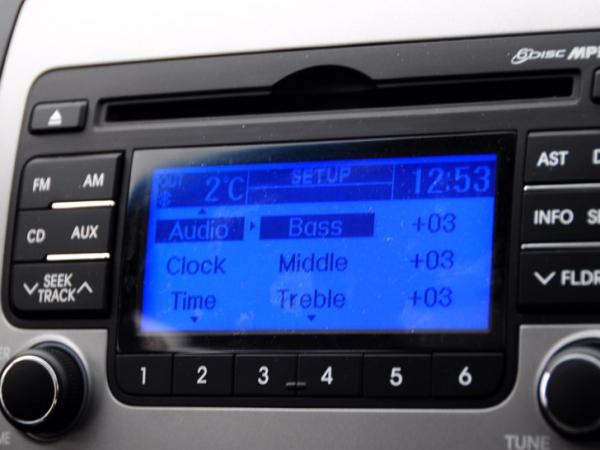 6DISC MP
FM AM
CD AUX
SEEK
TRACK
OUT 2°C SETUP 12:53
Audio Bass +03
Clock Middle +03
Time Treble +03
AST D
INFO
FLDR
1 2 3 4 5 6
TUNE